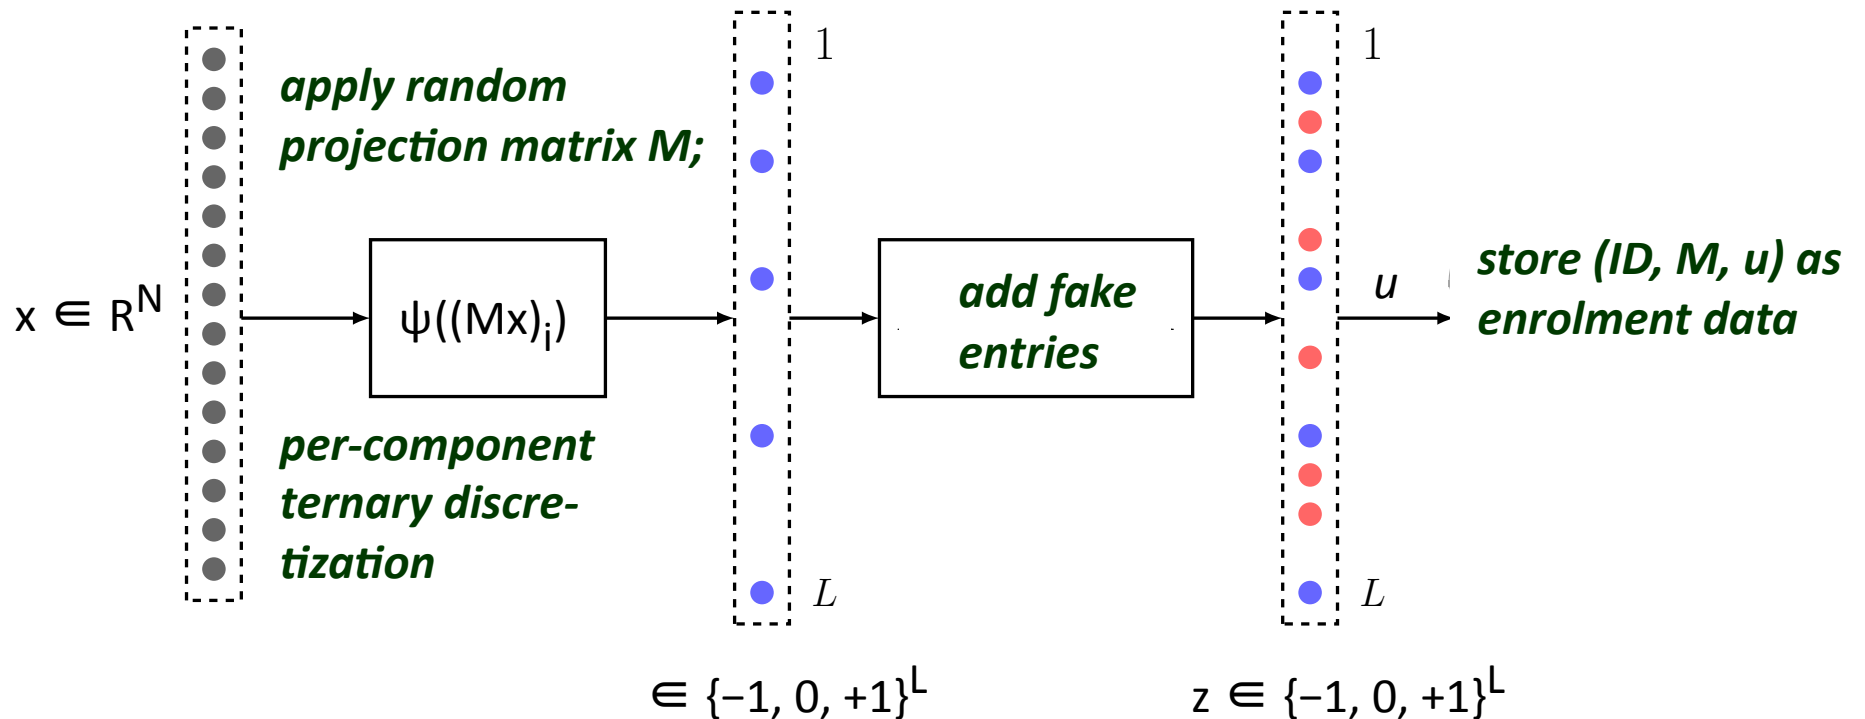 apply random
projection matrix M;
x ∈ R^N
ψ((Mx)_i)
per-component
ternary discre-
tization
1
L
∈ {−1, 0, +1}^L
add fake
entries
1
L
z ∈ {−1, 0, +1}^L
u
store (ID, M, u) as
enrolment data